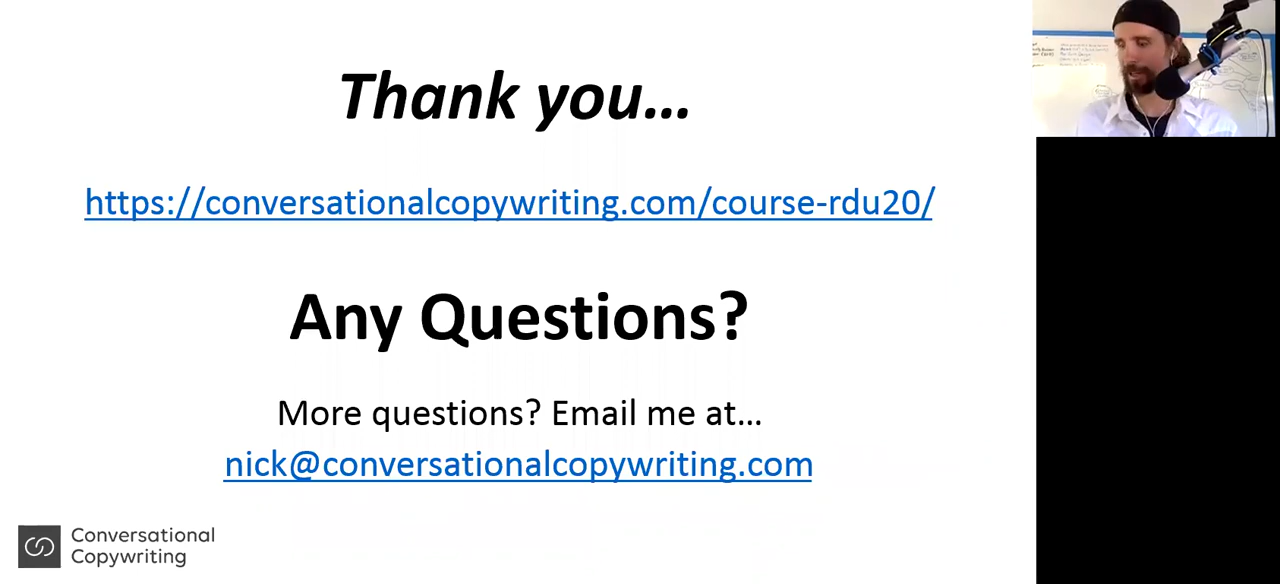 Thank you...
https://conversationalcopywriting.com/course-rdu20/
Any Questions?
More questions? Email me at...
nick@conversationalcopywriting.com
Conversational
Copywriting